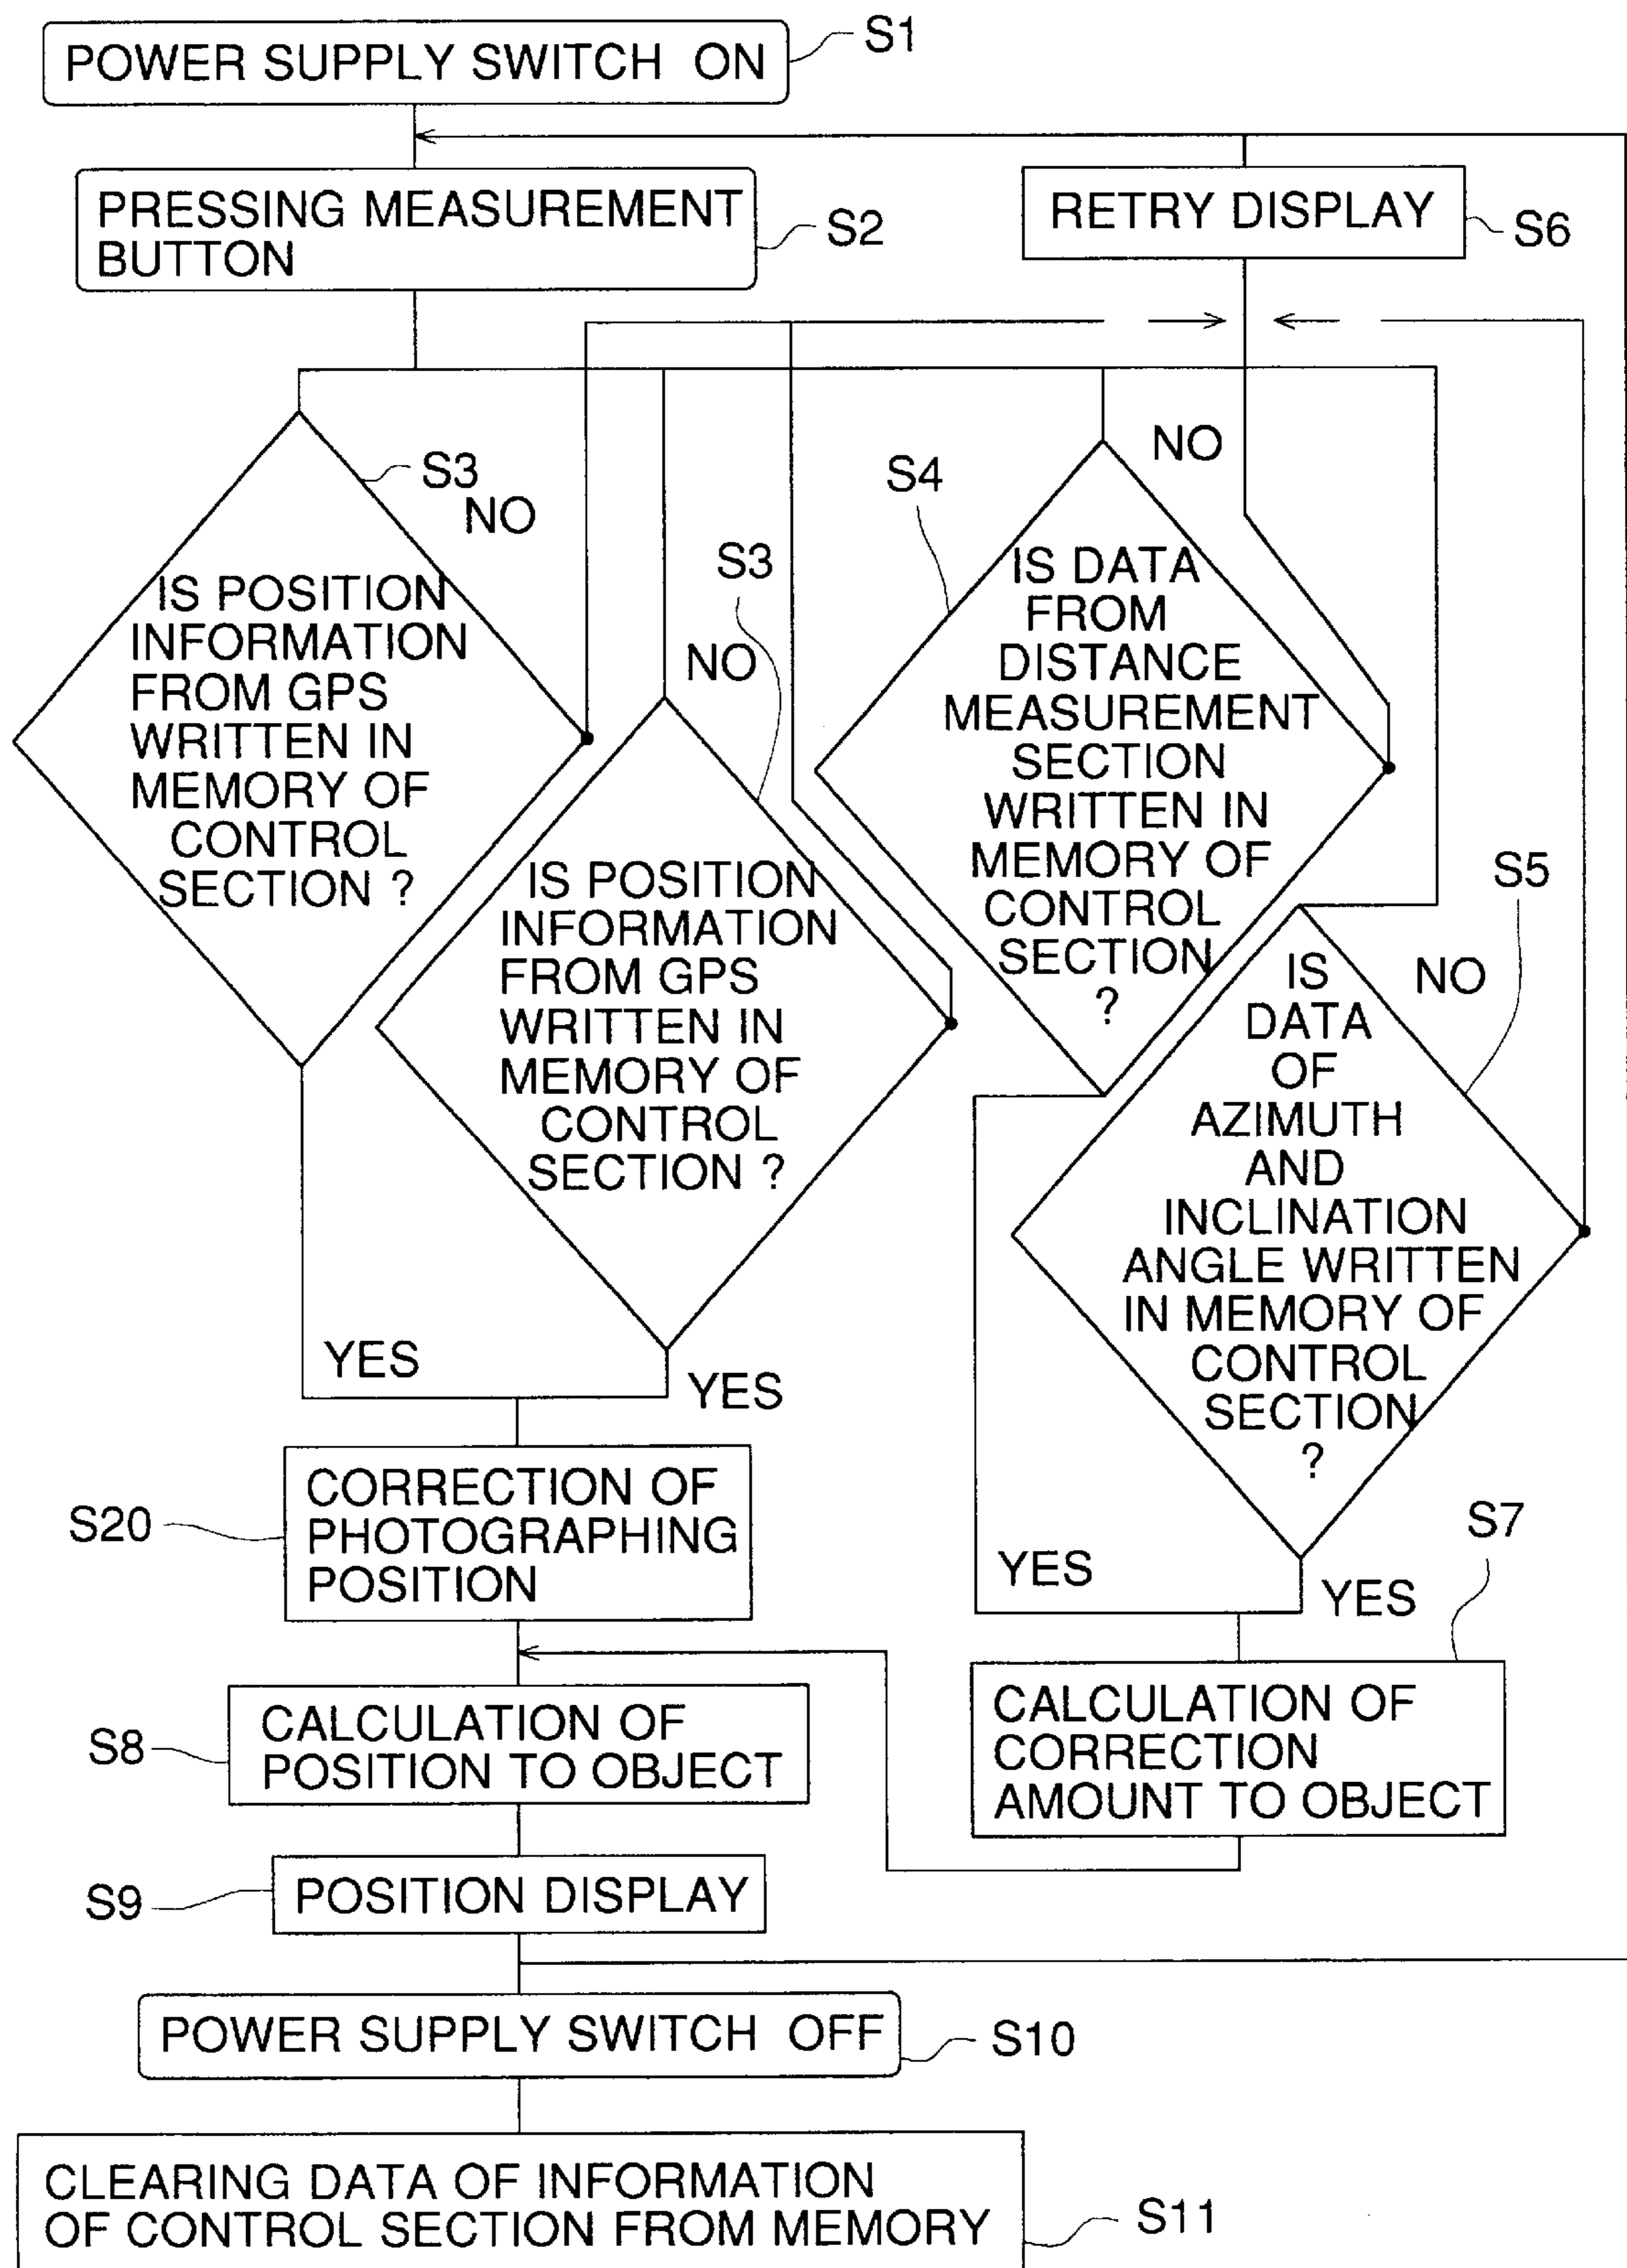 POWER SUPPLY SWITCH ON
S1
PRESSING MEASUREMENT
BUTTON
S2
RETRY DISPLAY
S6
S3
NO
IS POSITION
INFORMATION
FROM GPS
WRITTEN IN
MEMORY OF
CONTROL
SECTION ?
S3
NO
IS POSITION
INFORMATION
FROM GPS
WRITTEN IN
MEMORY OF
CONTROL
SECTION ?
S4
NO
IS DATA
FROM
DISTANCE
MEASUREMENT
SECTION
WRITTEN IN
MEMORY OF
CONTROL
SECTION
?
S5
NO
IS
DATA
OF
AZIMUTH
AND
INCLINATION
ANGLE WRITTEN
IN MEMORY OF
CONTROL
SECTION
?
YES
YES
YES
YES
S20
CORRECTION OF
PHOTOGRAPHING
POSITION
S7
CALCULATION OF
CORRECTION
AMOUNT TO OBJECT
S8
CALCULATION OF
POSITION TO OBJECT
S9
POSITION DISPLAY
POWER SUPPLY SWITCH OFF
S10
CLEARING DATA OF INFORMATION
OF CONTROL SECTION FROM MEMORY
S11